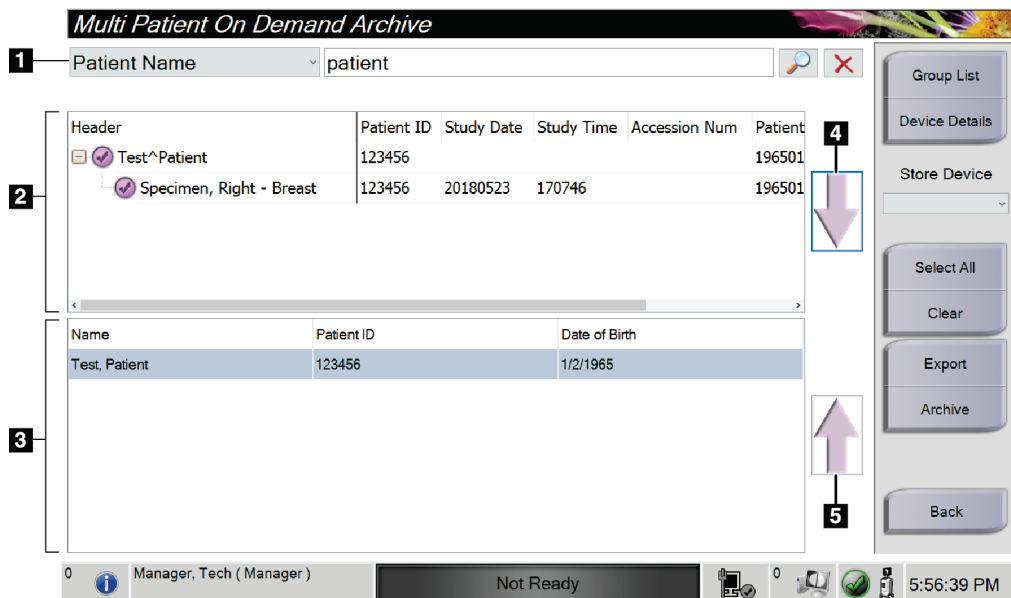 Multi Patient On Demand Archive
1 Patient Name patient
Group List
Device Details
Store Device
Select All
Clear
Export
Archive
Back
2
Header Patient ID Study Date Study Time Accession Num Patient
Test^Patient 123456 196501
Specimen, Right - Breast 123456 20180523 170746 196501
4
3
Name Patient ID Date of Birth
Test, Patient 123456 1/2/1965
5
0 Manager, Tech ( Manager ) Not Ready 0 5:56:39 PM